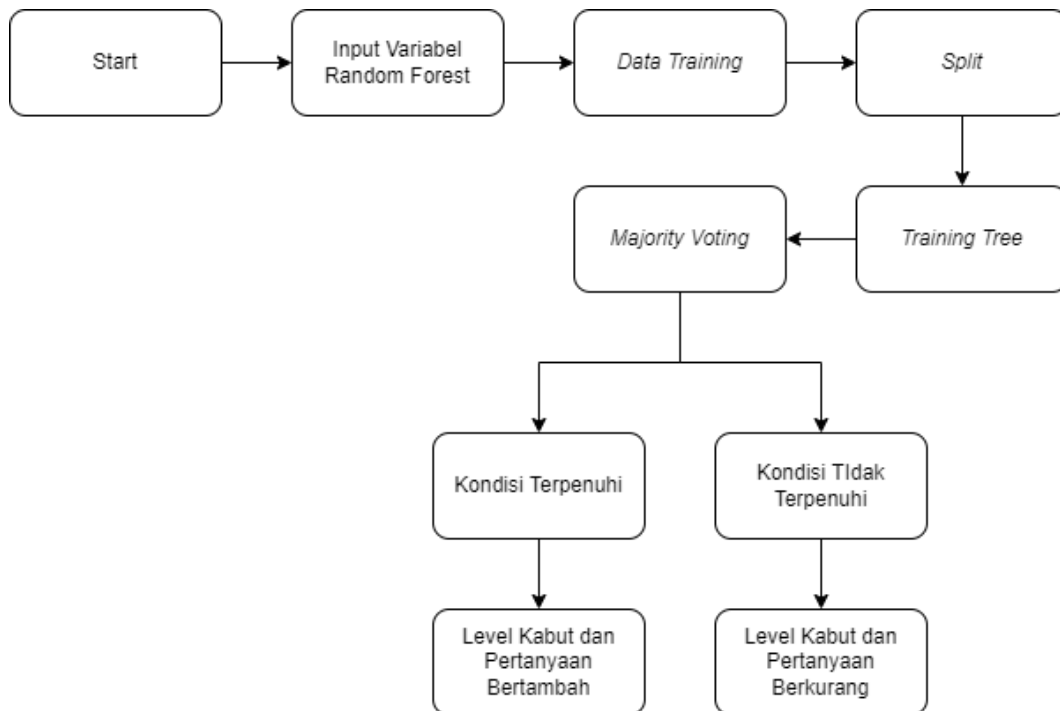 Start
Input Variabel
Random Forest
Data Training
Split
Majority Voting
Training Tree
Kondisi Terpenuhi
Kondisi TIdak
Terpenuhi
Level Kabut dan
Pertanyaan
Bertambah
Level Kabut dan
Pertanyaan
Berkurang